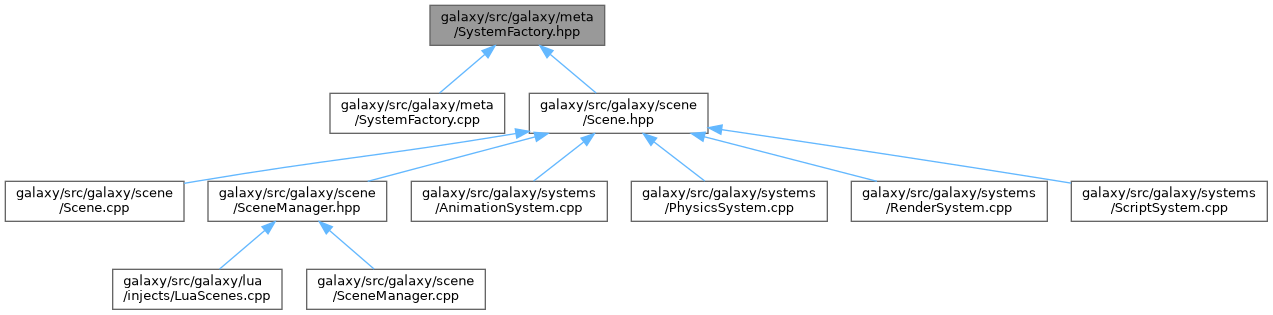 galaxy/src/galaxy/meta
/SystemFactory.hpp
galaxy/src/galaxy/meta
/SystemFactory.cpp
galaxy/src/galaxy/scene
/Scene.hpp
galaxy/src/galaxy/scene
/Scene.cpp
galaxy/src/galaxy/scene
/SceneManager.hpp
galaxy/src/galaxy/systems
/AnimationSystem.cpp
galaxy/src/galaxy/systems
/PhysicsSystem.cpp
galaxy/src/galaxy/systems
/RenderSystem.cpp
galaxy/src/galaxy/systems
/ScriptSystem.cpp
galaxy/src/galaxy/lua
/injects/LuaScenes.cpp
galaxy/src/galaxy/scene
/SceneManager.cpp